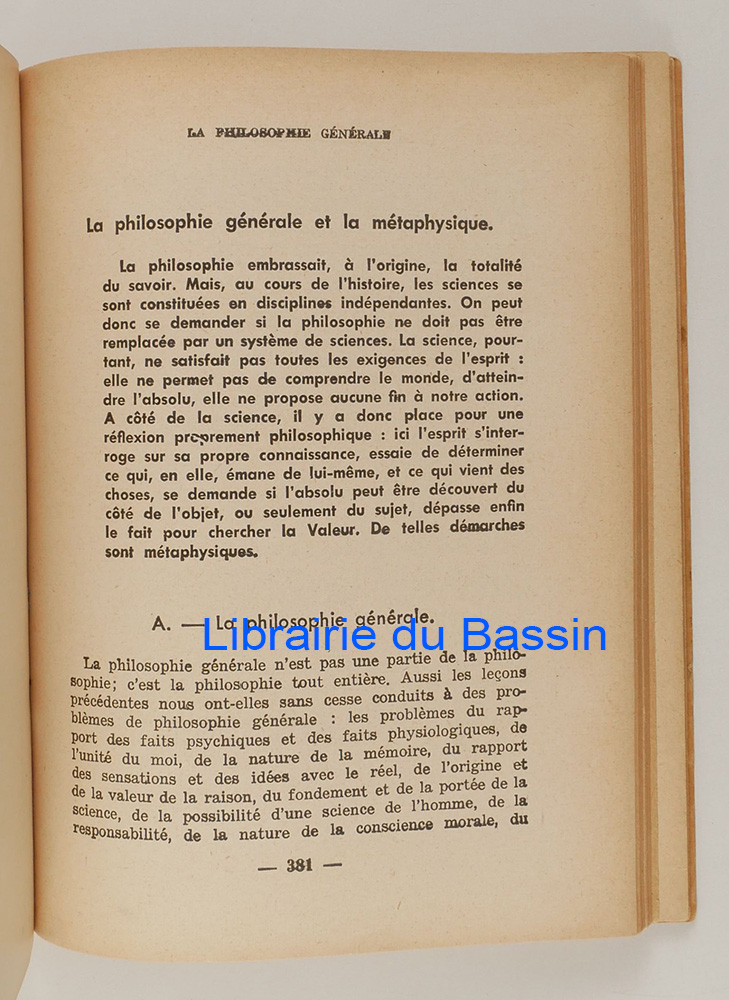 LA PHILOSOPHIE GÉNÉRALE
La philosophie générale et la métaphysique.
La philosophie embrassait, à l'origine, la totalité
du savoir. Mais, au cours de l'histoire, les sciences se
sont constituées en disciplines indépendantes. On peut
donc se demander si la philosophie ne doit pas être
remplacée par un système de sciences. La science, pour-
tant, ne satisfait pas toutes les exigences de l'esprit :
elle ne permet pas de comprendre le monde, d'attein-
dre l'absolu, elle ne propose aucune fin à notre action.
A côté de la science, il y a donc place pour une
réflexion proprement philosophique : ici l'esprit s'inter-
roge sur sa propre connaissance, essaie de déterminer
ce qui, en elle, émane de lui-même, et ce qui vient des
choses, se demande si l'absolu peut être découvert du
côté de l'objet, ou seulement du sujet, dépasse enfin
le fait pour chercher la Valeur. De telles démarches
sont métaphysiques.
A. — La philosophie générale.
Librairie du Bassin
La philosophie générale n'est pas une partie de la philo-
sophie; c'est la philosophie tout entière. Aussi les leçons
précédentes nous ont-elles sans cesse conduits à des pro-
blèmes de philosophie générale : les problèmes du rap-
port des faits psychiques et des faits physiologiques, de
l'unité du moi, de la nature de la mémoire, du rapport
des sensations et des idées avec le réel, de l'origine et
de la valeur de la raison, du fondement et de la portée de la
science, de la possibilité d'une science de l'homme, de la
responsabilité, de la nature de la conscience morale, du
— 381 —